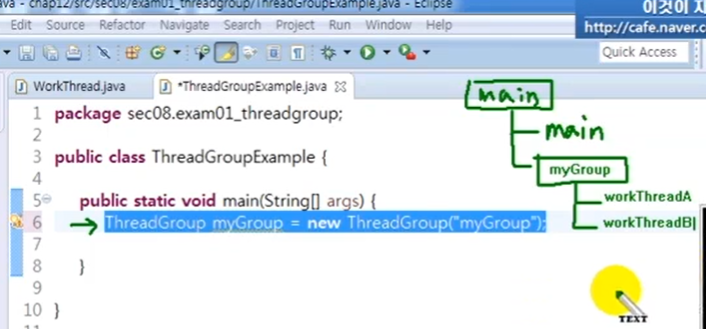 ava - chap12/src/sec08/exam01_threadgroup/ThreadGroupExample.java - Eclipse
이것이 자
http://cafe.naver.c
Edit Source Refactor Navigate Search Project Run Window Help
Quick Access
WorkThread.java *ThreadGroupExample.java
1 package sec08.exam01_threadgroup;
2
3 public class ThreadGroupExample {
4
5 public static void main(String[] args) {
6 ThreadGroup myGroup = new ThreadGroup("myGroup");
7
8 }
9
10 }
11
main
main
myGroup
workThreadA
workThreadB
TEXT